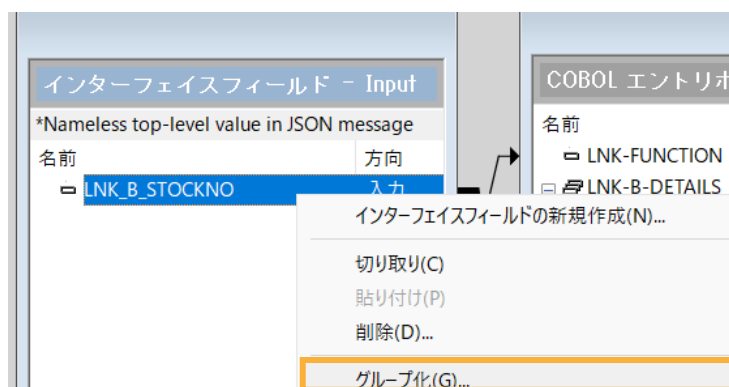 インターフェイスフィールド - Input
*Nameless top-level value in JSON message
名前 方向
LNK_B_STOCKNO 入力
COBOL エントリポ
名前
LNK-FUNCTION
LNK-B-DETAILS
インターフェイスフィールドの新規作成(N)...
切り取り(C)
貼り付け(P)
削除(D)...
グループ化(G)...